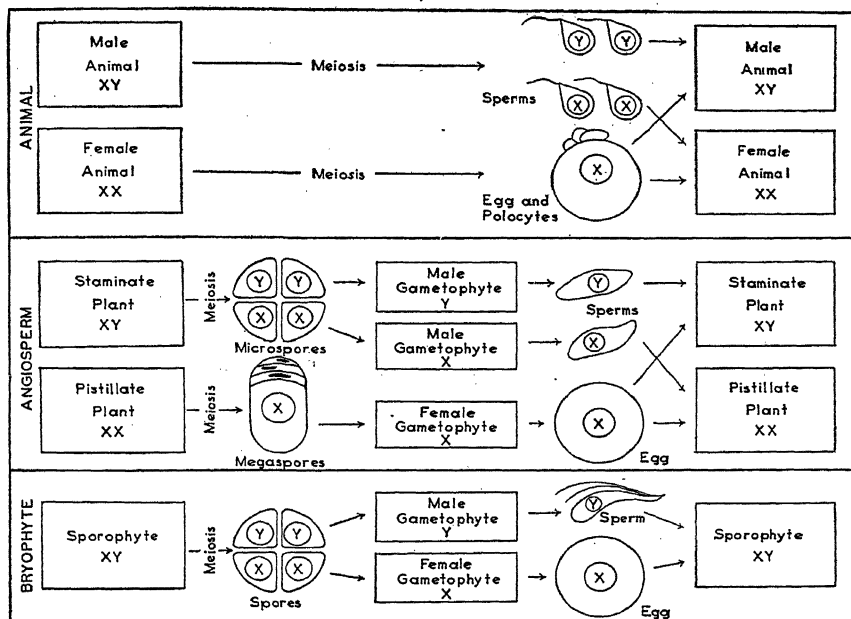 ANIMAL
Male
Animal
XY
Meiosis
Y
Y
Sperms
X
X
Male
Animal
XY
Female
Animal
XX
Meiosis
X
Egg and
Polocytes
Female
Animal
XX
ANGIOSPERM
Staminate
Plant
XY
Meiosis
Y
Y
X
X
Microspores
Male
Gametophyte
Y
Male
Gametophyte
X
Y
Sperms
X
Staminate
Plant
XY
Pistillate
Plant
XX
Meiosis
X
Megaspores
Female
Gametophyte
X
X
Egg
Pistillate
Plant
XX
BRYOPHYTE
Sporophyte
XY
Meiosis
Y
Y
X
X
Spores
Male
Gametophyte
Y
Female
Gametophyte
X
Y
Sperm
X
Egg
Sporophyte
XY